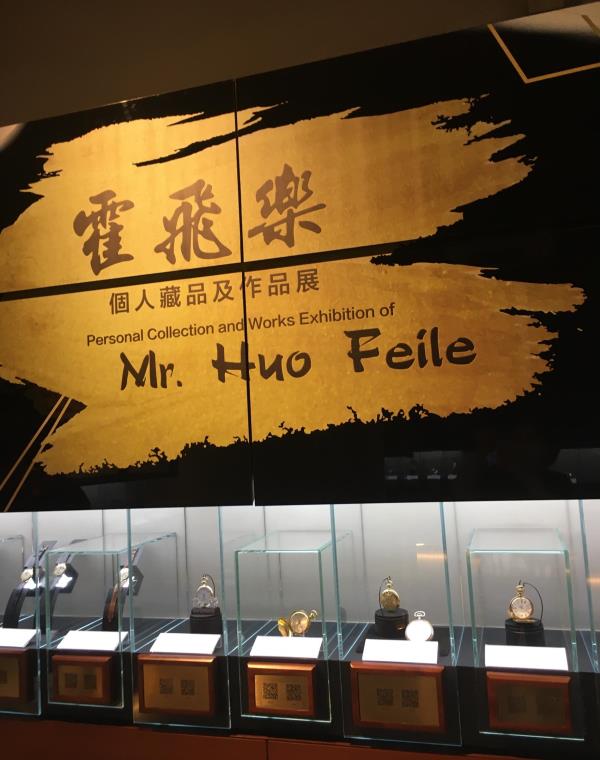 霍飛樂
個人藏品及作品展
Personal Collection and Works Exhibition of
Mr. Huo Feile